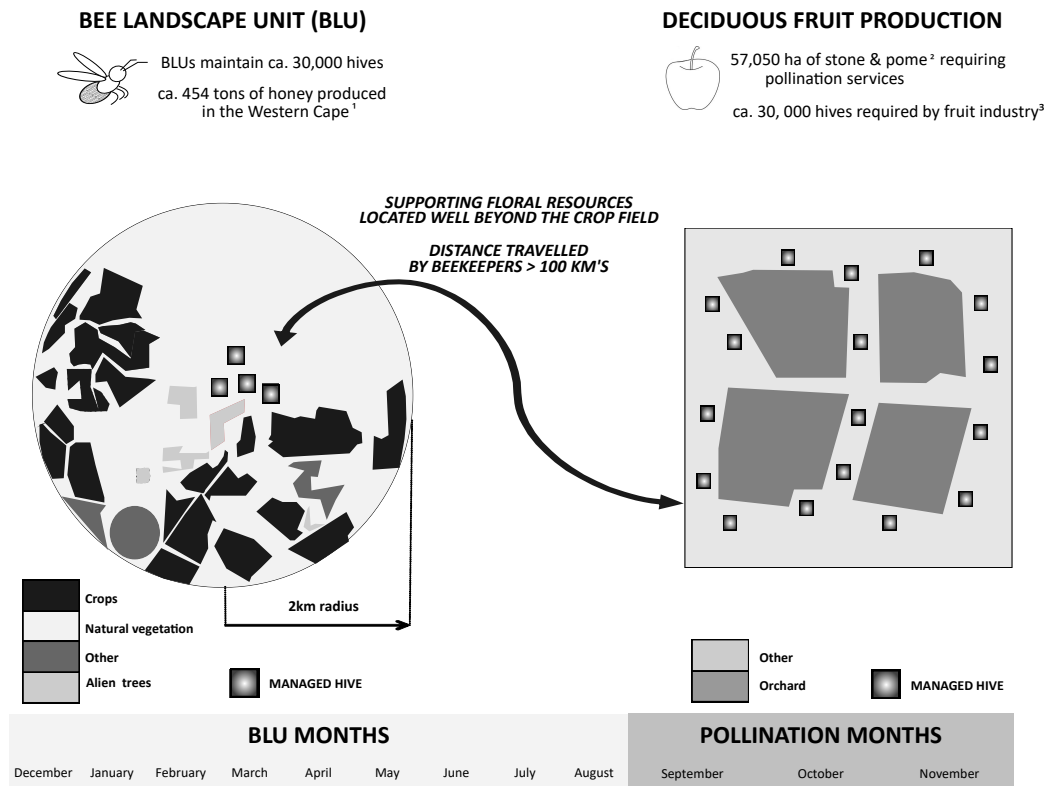 BEE LANDSCAPE UNIT (BLU)
BLUs maintain ca. 30,000 hives
ca. 454 tons of honey produced
in the Western Cape ¹
DECIDUOUS FRUIT PRODUCTION
57,050 ha of stone & pome ² requiring
pollination services
ca. 30, 000 hives required by fruit industry³
SUPPORTING FLORAL RESOURCES
LOCATED WELL BEYOND THE CROP FIELD
DISTANCE TRAVELLED
BY BEEKEEPERS > 100 KM'S
2km radius
Crops
Natural vegetation
Other
Alien trees
MANAGED HIVE
Other
Orchard
MANAGED HIVE
BLU MONTHS
December January February March April May June July August
POLLINATION MONTHS
September October November